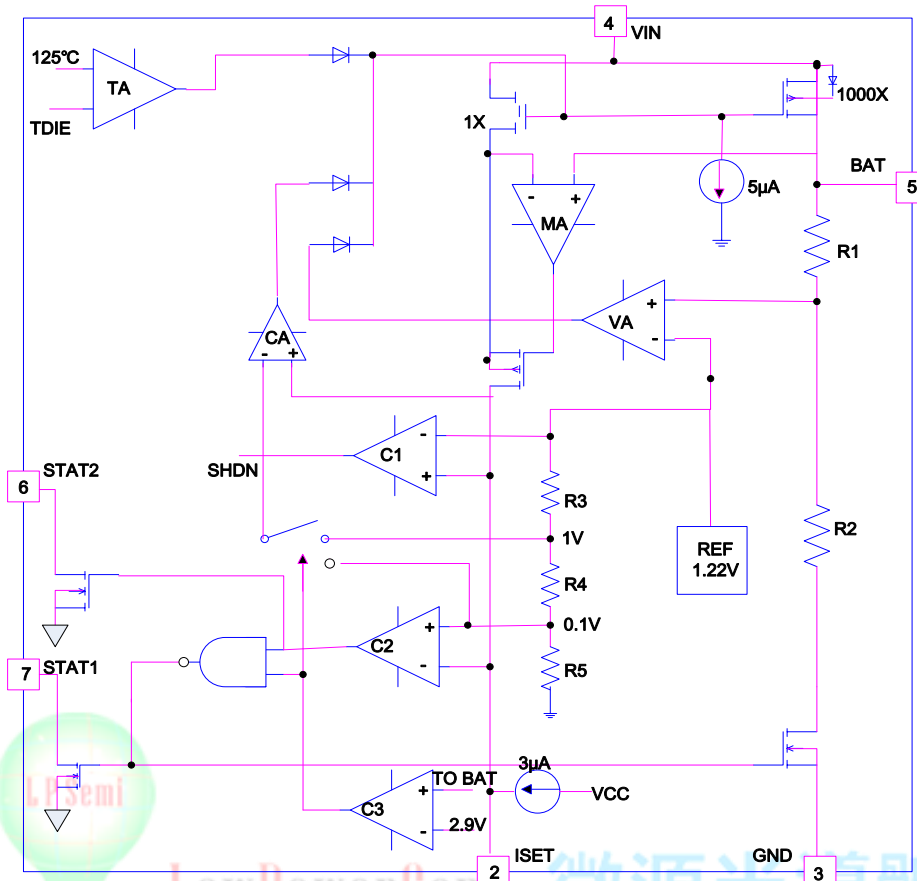 4
VIN
125℃
TA
TDIE
1X
1000X
5μA
BAT
5
- +
MA
R1
+
VA
-
CA
- +
-
C1
+
SHDN
STAT2
6
R3
1V
REF
1.22V
R2
R4
0.1V
+
C2
-
R5
STAT1
7
LPSemi
3μA
TO BAT
+
C3
VCC
-
2.9V
ISET
2
GND
3